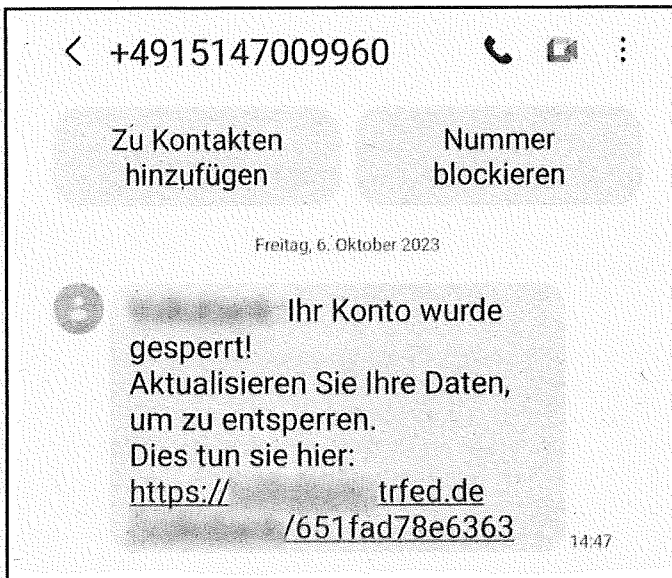 +4915147009960
Zu Kontakten
hinzufügen
Nummer
blockieren
Freitag, 6. Oktober 2023
Ihr Konto wurde
gesperrt!
Aktualisieren Sie Ihre Daten,
um zu entsperren.
Dies tun sie hier:
https:// trfed.de
/651fad78e6363
14:47